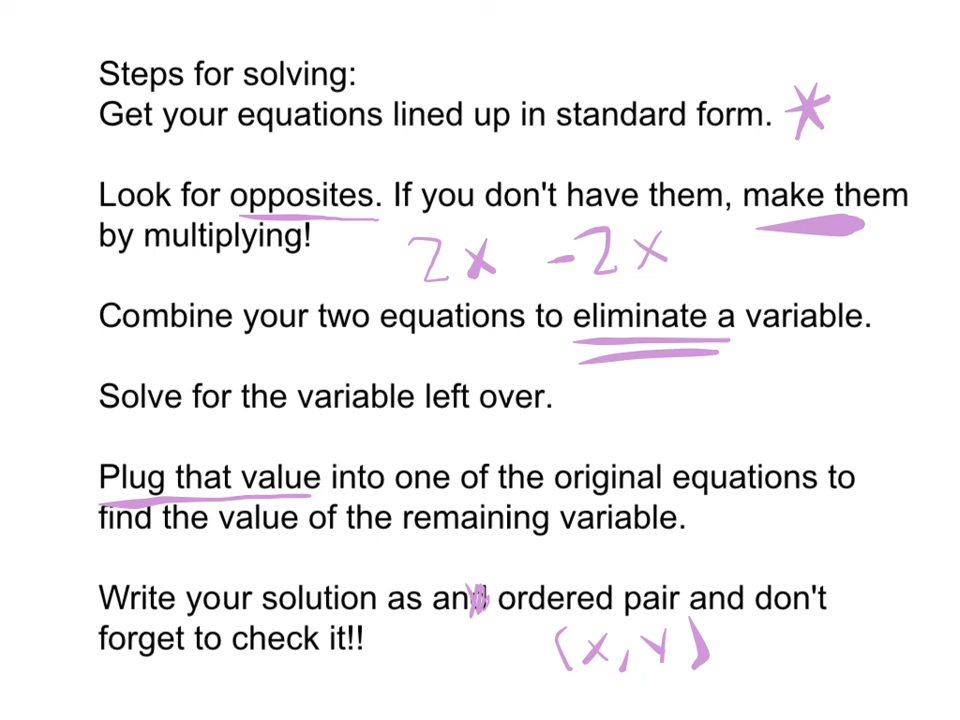 Steps for solving:
Get your equations lined up in standard form. *
Look for opposites. If you don't have them, make them
by multiplying!
2x -2x
Combine your two equations to eliminate a variable.
Solve for the variable left over.
Plug that value into one of the original equations to
find the value of the remaining variable.
Write your solution as an ordered pair and don't
forget to check it!!
(x, y)